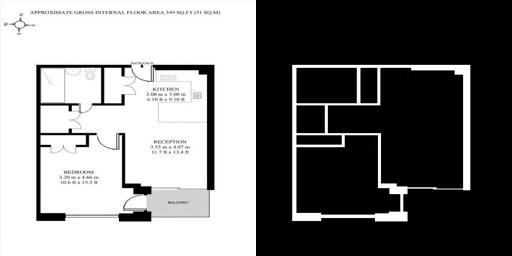 APPROXIMATE GROSS INTERNAL FLOOR AREA 549 SQ.FT (51 SQ.M)
ENTRANCE
KITCHEN
2.08 m x 3.00 m
6.10 ft x 9.10 ft
RECEPTION
3.53 m x 4.07 m
11.7 ft x 13.4 ft
BEDROOM
3.20 m x 4.66 m
10.6 ft x 15.3 ft
BALCONY